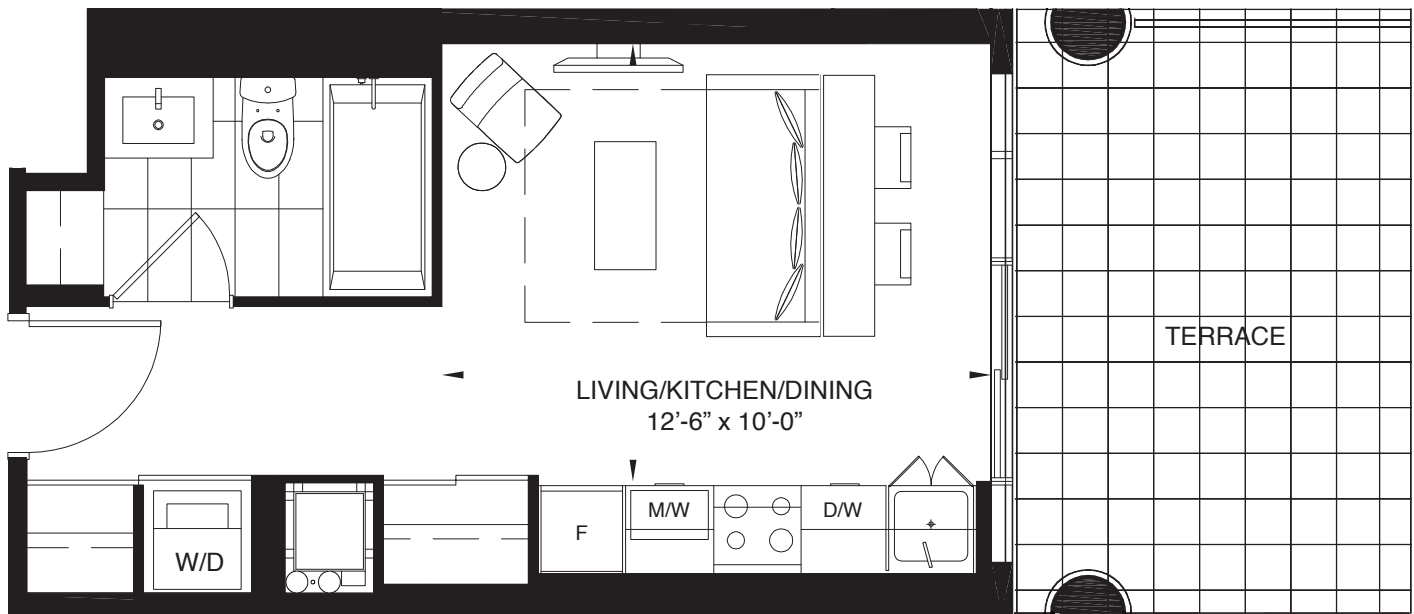 TERRACE
LIVING/KITCHEN/DINING
12’-6” x 10’-0”
W/D
F
M/W
D/W